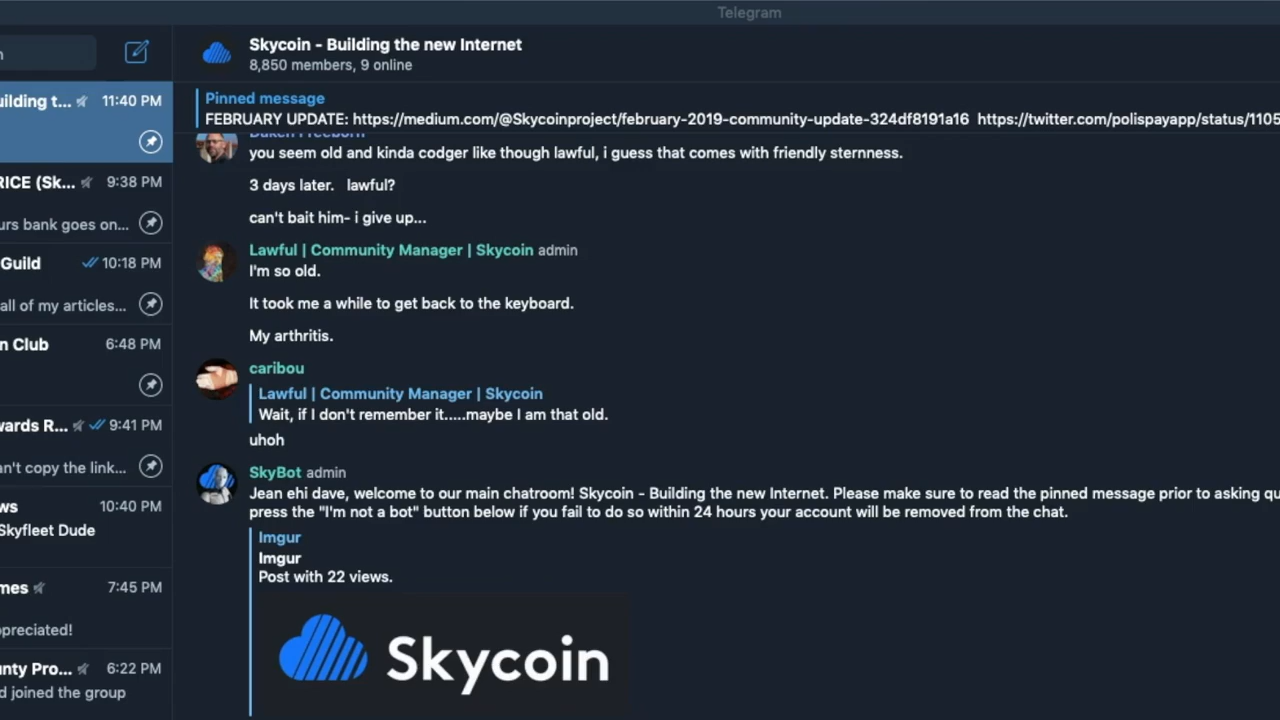 Telegram
n
uilding t... 11:40 PM
RICE (Sk... 9:38 PM
urs bank goes on...
Guild 10:18 PM
all of my articles...
n Club 6:48 PM
wards R... 9:41 PM
an't copy the link...
ws 10:40 PM
Skyfleet Dude
mes 7:45 PM
preciated!
unty Pro... 6:22 PM
d joined the group
Skycoin - Building the new Internet
8,850 members, 9 online
Pinned message
FEBRUARY UPDATE: https://medium.com/@Skycoinproject/february-2019-community-update-324df8191a16 https://twitter.com/polispayapp/status/1105
you seem old and kinda codger like though lawful, i guess that comes with friendly sternness.
3 days later. lawful?
can't bait him- i give up...
Lawful | Community Manager | Skycoin admin
I'm so old.
It took me a while to get back to the keyboard.
My arthritis.
caribou
Lawful | Community Manager | Skycoin
Wait, if I don't remember it.....maybe I am that old.
uhoh
SkyBot admin
Jean ehi dave, welcome to our main chatroom! Skycoin - Building the new Internet. Please make sure to read the pinned message prior to asking qu
press the "I'm not a bot" button below if you fail to do so within 24 hours your account will be removed from the chat.
Imgur
Imgur
Post with 22 views.
Skycoin